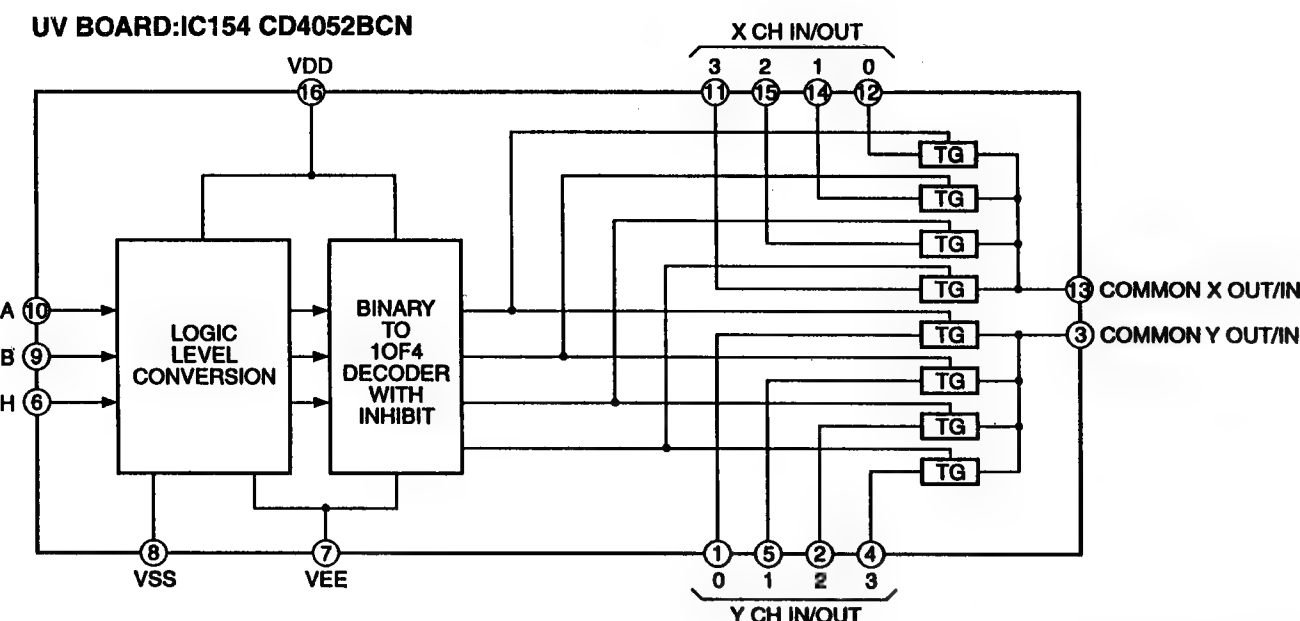 UV BOARD:IC154 CD4052BCN
X CH IN/OUT
VDD
3 2 1 0
16
11 15 14 12
TG
TG
TG
TG
13 COMMON X OUT/IN
A 10
B 9
H 6
LOGIC
LEVEL
CONVERSION
BINARY
TO
1OF4
DECODER
WITH
INHIBIT
TG
3 COMMON Y OUT/IN
TG
TG
TG
8
7
1 5 2 4
VSS
VEE
0 1 2 3
Y CH IN/OUT